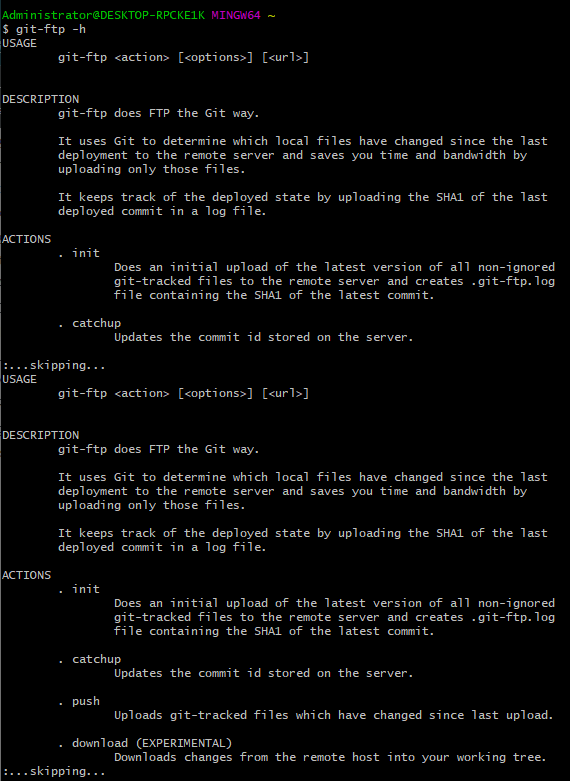 Administrator@DESKTOP-RPCKE1K MINGW64 ~
$ git-ftp -h
USAGE
git-ftp <action> [<options>] [<url>]
DESCRIPTION
git-ftp does FTP the Git way.
It uses Git to determine which local files have changed since the last
deployment to the remote server and saves you time and bandwidth by
uploading only those files.
It keeps track of the deployed state by uploading the SHA1 of the last
deployed commit in a log file.
ACTIONS
. init
Does an initial upload of the latest version of all non-ignored
git-tracked files to the remote server and creates .git-ftp.log
file containing the SHA1 of the latest commit.
. catchup
Updates the commit id stored on the server.
:...skipping...
USAGE
git-ftp <action> [<options>] [<url>]
DESCRIPTION
git-ftp does FTP the Git way.
It uses Git to determine which local files have changed since the last
deployment to the remote server and saves you time and bandwidth by
uploading only those files.
It keeps track of the deployed state by uploading the SHA1 of the last
deployed commit in a log file.
ACTIONS
. init
Does an initial upload of the latest version of all non-ignored
git-tracked files to the remote server and creates .git-ftp.log
file containing the SHA1 of the latest commit.
. catchup
Updates the commit id stored on the server.
. push
Uploads git-tracked files which have changed since last upload.
. download (EXPERIMENTAL)
Downloads changes from the remote host into your working tree.
:...skipping...